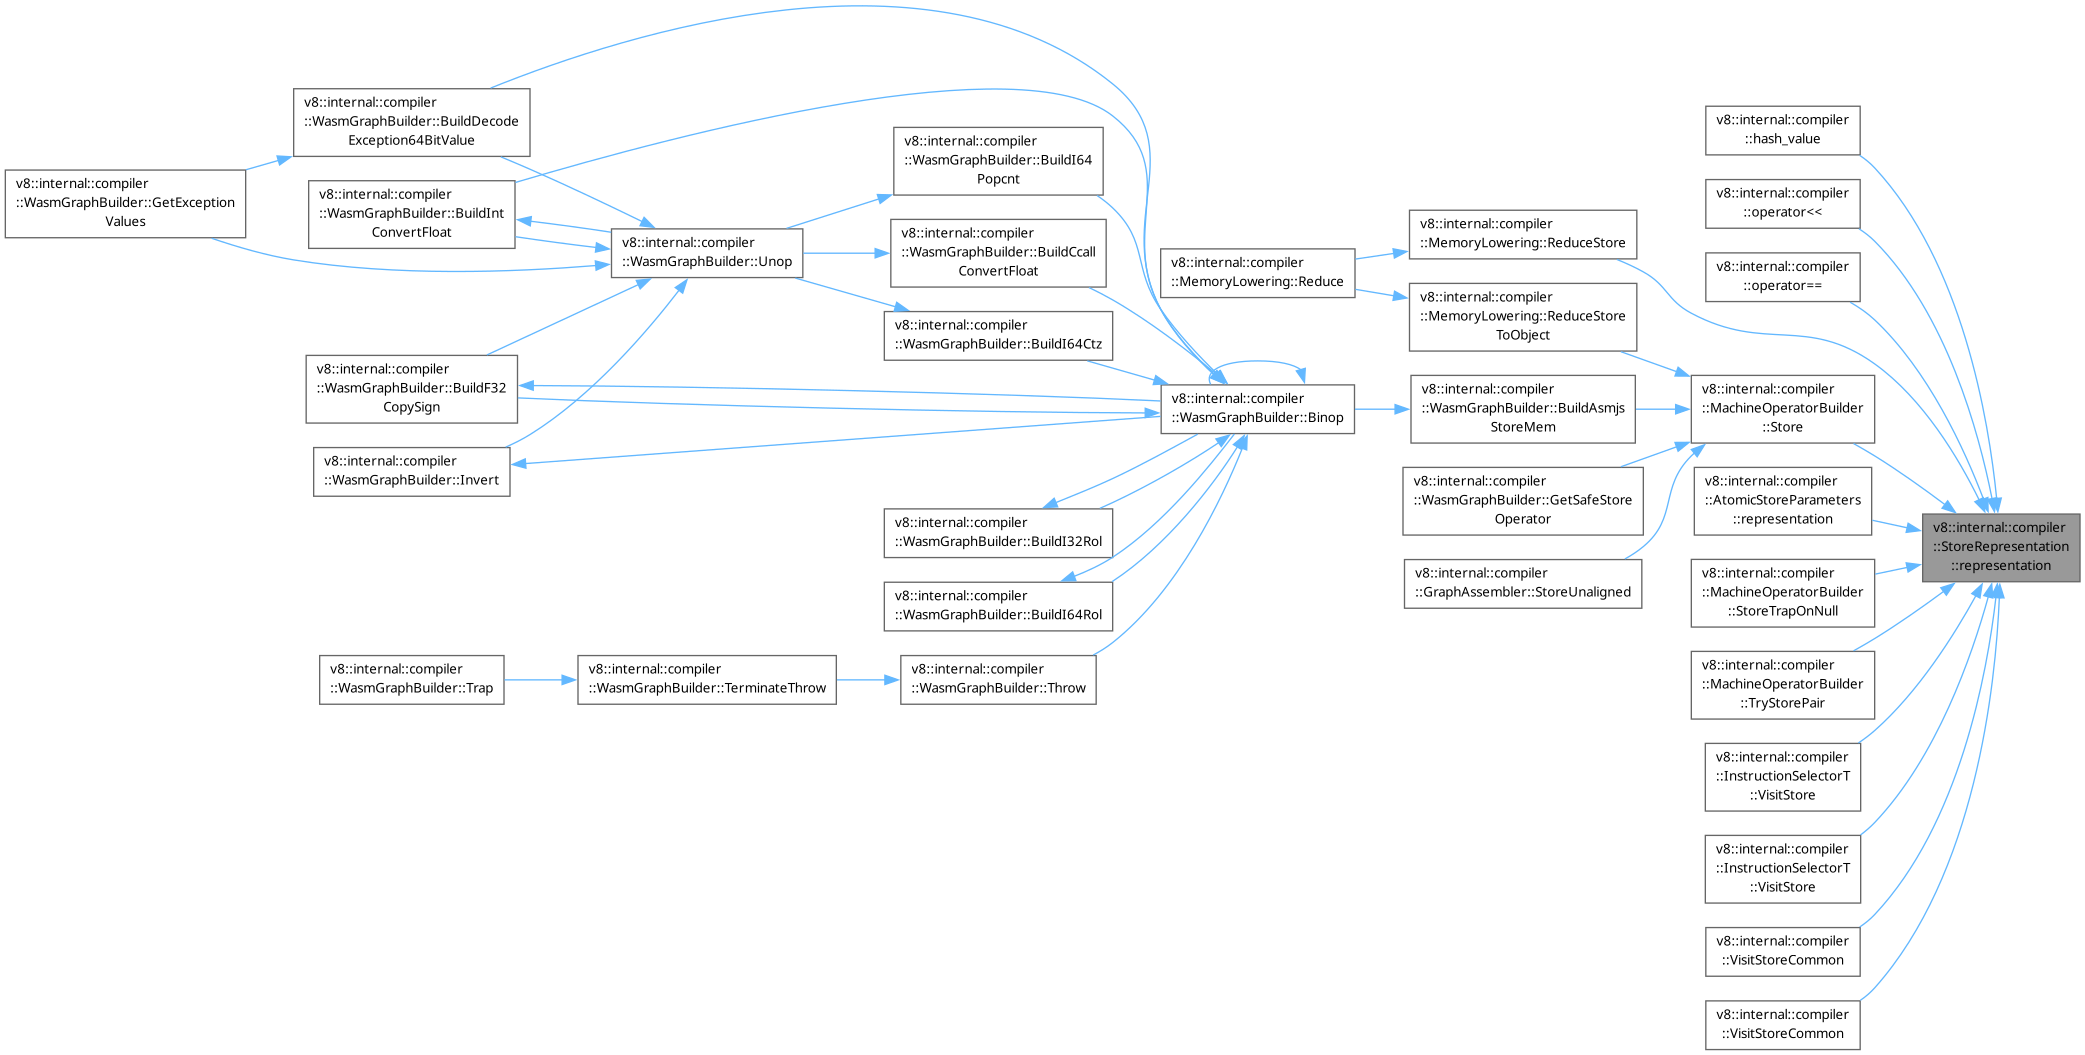 v8::internal::compiler
::WasmGraphBuilder::BuildDecode
Exception64BitValue
v8::internal::compiler
::WasmGraphBuilder::GetException
Values
v8::internal::compiler
::WasmGraphBuilder::BuildInt
ConvertFloat
v8::internal::compiler
::WasmGraphBuilder::BuildF32
CopySign
v8::internal::compiler
::WasmGraphBuilder::Invert
v8::internal::compiler
::WasmGraphBuilder::Trap
v8::internal::compiler
::WasmGraphBuilder::Unop
v8::internal::compiler
::WasmGraphBuilder::TerminateThrow
v8::internal::compiler
::WasmGraphBuilder::BuildI64
Popcnt
v8::internal::compiler
::WasmGraphBuilder::BuildCcall
ConvertFloat
v8::internal::compiler
::WasmGraphBuilder::BuildI64Ctz
v8::internal::compiler
::WasmGraphBuilder::BuildI32Rol
v8::internal::compiler
::WasmGraphBuilder::BuildI64Rol
v8::internal::compiler
::WasmGraphBuilder::Throw
v8::internal::compiler
::MemoryLowering::Reduce
v8::internal::compiler
::WasmGraphBuilder::Binop
v8::internal::compiler
::MemoryLowering::ReduceStore
v8::internal::compiler
::MemoryLowering::ReduceStore
ToObject
v8::internal::compiler
::WasmGraphBuilder::BuildAsmjs
StoreMem
v8::internal::compiler
::WasmGraphBuilder::GetSafeStore
Operator
v8::internal::compiler
::GraphAssembler::StoreUnaligned
v8::internal::compiler
::hash_value
v8::internal::compiler
::operator<<
v8::internal::compiler
::operator==
v8::internal::compiler
::MachineOperatorBuilder
::Store
v8::internal::compiler
::AtomicStoreParameters
::representation
v8::internal::compiler
::MachineOperatorBuilder
::StoreTrapOnNull
v8::internal::compiler
::MachineOperatorBuilder
::TryStorePair
v8::internal::compiler
::InstructionSelectorT
::VisitStore
v8::internal::compiler
::InstructionSelectorT
::VisitStore
v8::internal::compiler
::VisitStoreCommon
v8::internal::compiler
::VisitStoreCommon
v8::internal::compiler
::StoreRepresentation
::representation